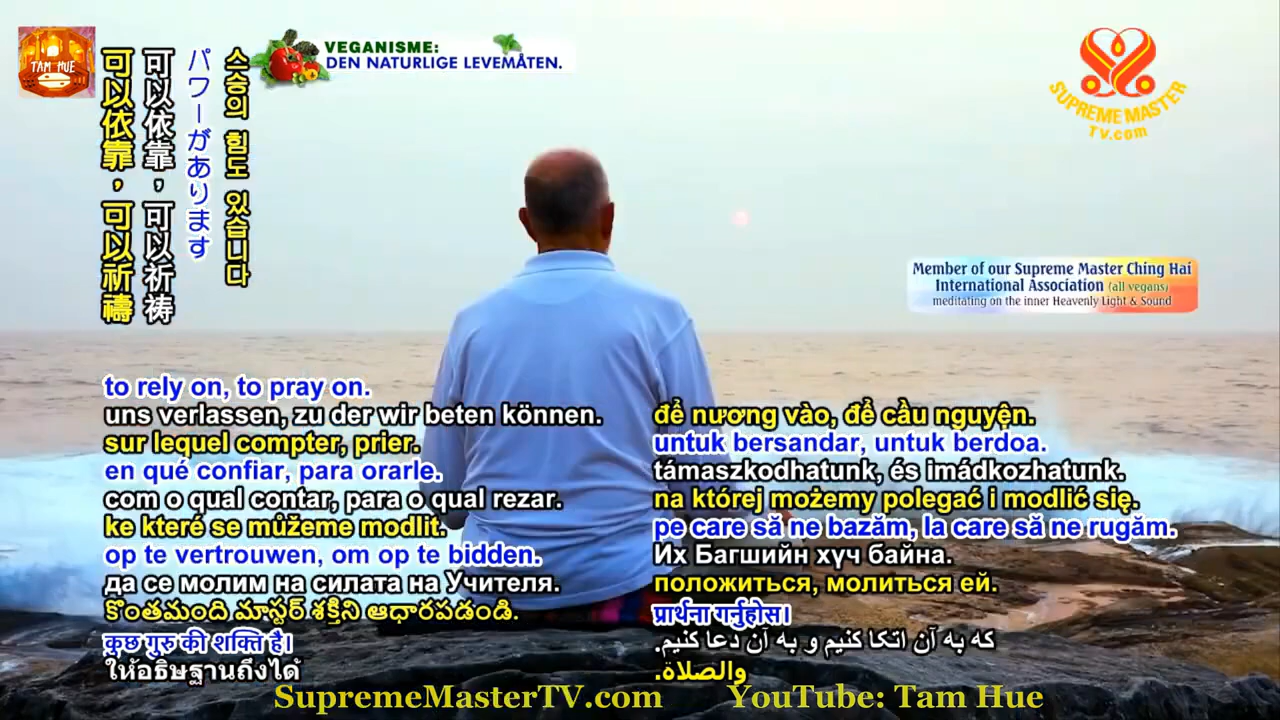 TAM HUE
VEGANISME:
DEN NATURLIGE LEVEMÅTEN.
SUPREME MASTER
TV.com
스승의 힘도 있습니다
パワーがあります
可以依靠，可以祈祷
可以依靠，可以祈禱
Member of our Supreme Master Ching Hai
International Association (all vegans)
meditating on the inner Heavenly Light & Sound
to rely on, to pray on.
uns verlassen, zu der wir beten können.
sur lequel compter, prier.
en qué confiar, para orarle.
com o qual contar, para o qual rezar.
ke které se můžeme modlit.
op te vertrouwen, om op te bidden.
да се молим на силата на Учителя.
కొంతమంది మాస్టర్ శక్తిని ఆధారపడండి.
कुछ गुरु की शक्ति है।
ให้อธิษฐานถึงได้
để nương vào, để cầu nguyện.
untuk bersandar, untuk berdoa.
támaszkodhatunk, és imádkozhatunk.
na której możemy polegać i modlić się.
pe care să ne bazăm, la care să ne rugăm.
Их Багшийн хүч байна.
положиться, молиться ей.
प्रार्थना गर्नुहोस।
که به آن اتکا کنیم و به آن دعا کنیم.
والصلاة.
SupremeMasterTV.com
YouTube: Tam Hue